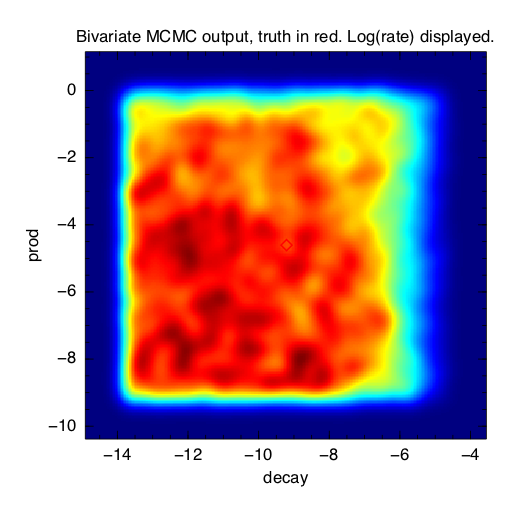 Bivariate MCMC output, truth in red. Log(rate) displayed.
0
−2
−4
−6
−8
−10
prod
−14 −12 −10 −8 −6 −4
decay